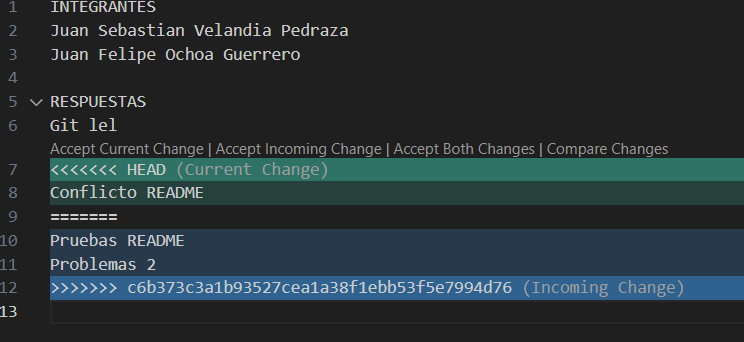 1 INTEGRANTES
2 Juan Sebastian Velandia Pedraza
3 Juan Felipe Ochoa Guerrero
4
5 RESPUESTAS
6 Git lel
Accept Current Change | Accept Incoming Change | Accept Both Changes | Compare Changes
7 <<<<<<< HEAD (Current Change)
8 Conflicto README
9 =======
10 Pruebas README
11 Problemas 2
12 >>>>>>> c6b373c3a1b93527cea1a38f1ebb53f5e7994d76 (Incoming Change)
13